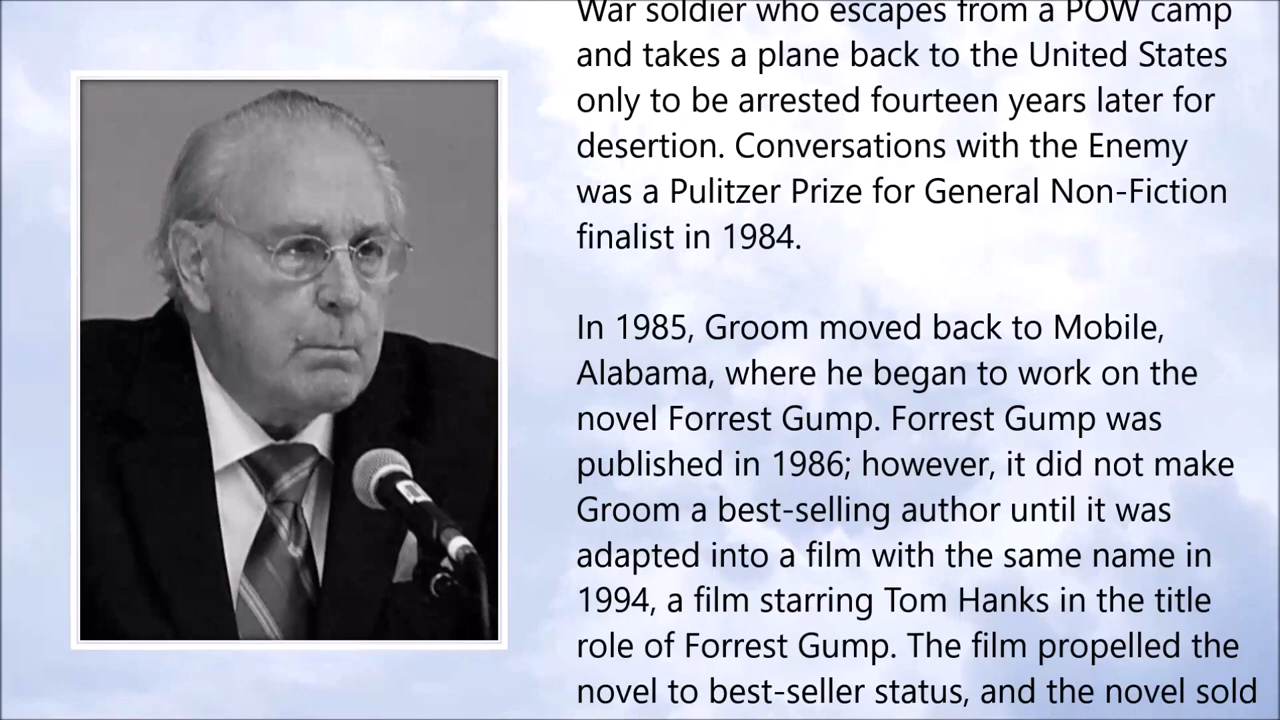 War soldier who escapes from a POW camp
and takes a plane back to the United States
only to be arrested fourteen years later for
desertion. Conversations with the Enemy
was a Pulitzer Prize for General Non-Fiction
finalist in 1984.
In 1985, Groom moved back to Mobile,
Alabama, where he began to work on the
novel Forrest Gump. Forrest Gump was
published in 1986; however, it did not make
Groom a best-selling author until it was
adapted into a film with the same name in
1994, a film starring Tom Hanks in the title
role of Forrest Gump. The film propelled the
novel to best-seller status, and the novel sold